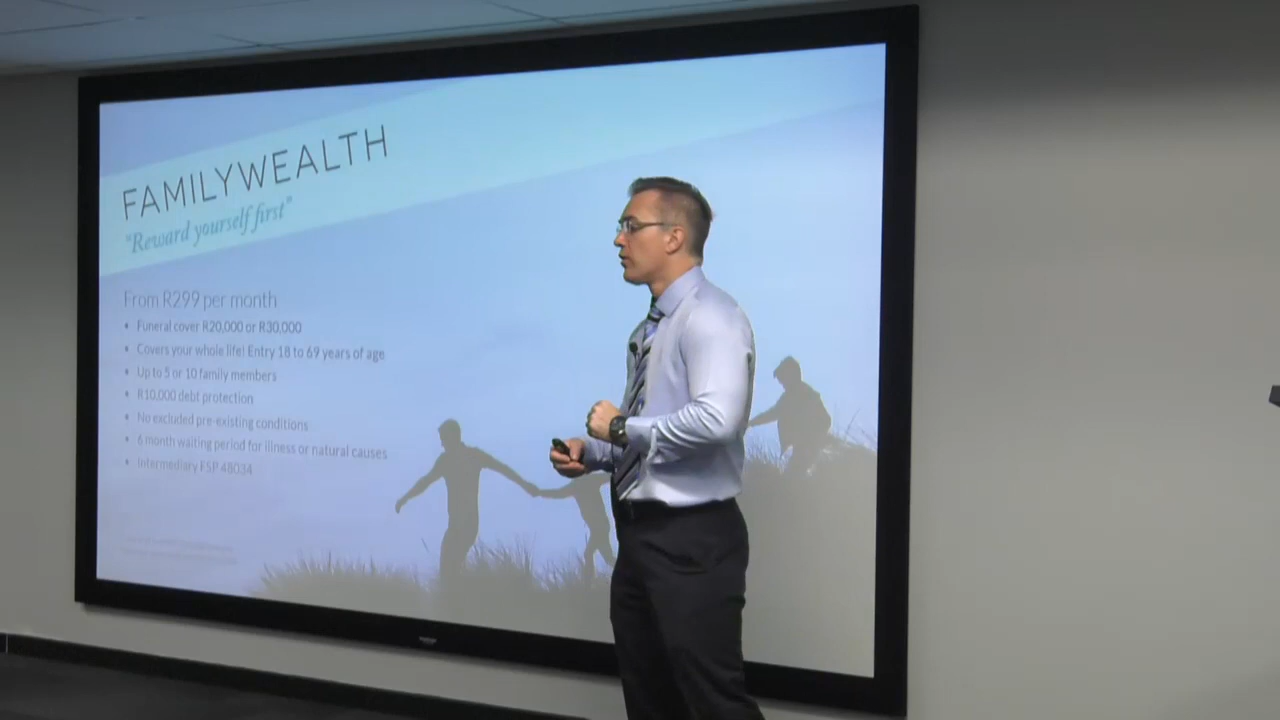 FAMILYWEALTH
"Reward yourself first"
From R299 per month
• Funeral cover R20,000 or R30,000
• Covers your whole life! Entry 18 to 69 years of age
• Up to 5 or 10 family members
• R10,000 debt protection
• No excluded pre-existing conditions
• 6 month waiting period for illness or natural causes
• Intermediary FSP 48034